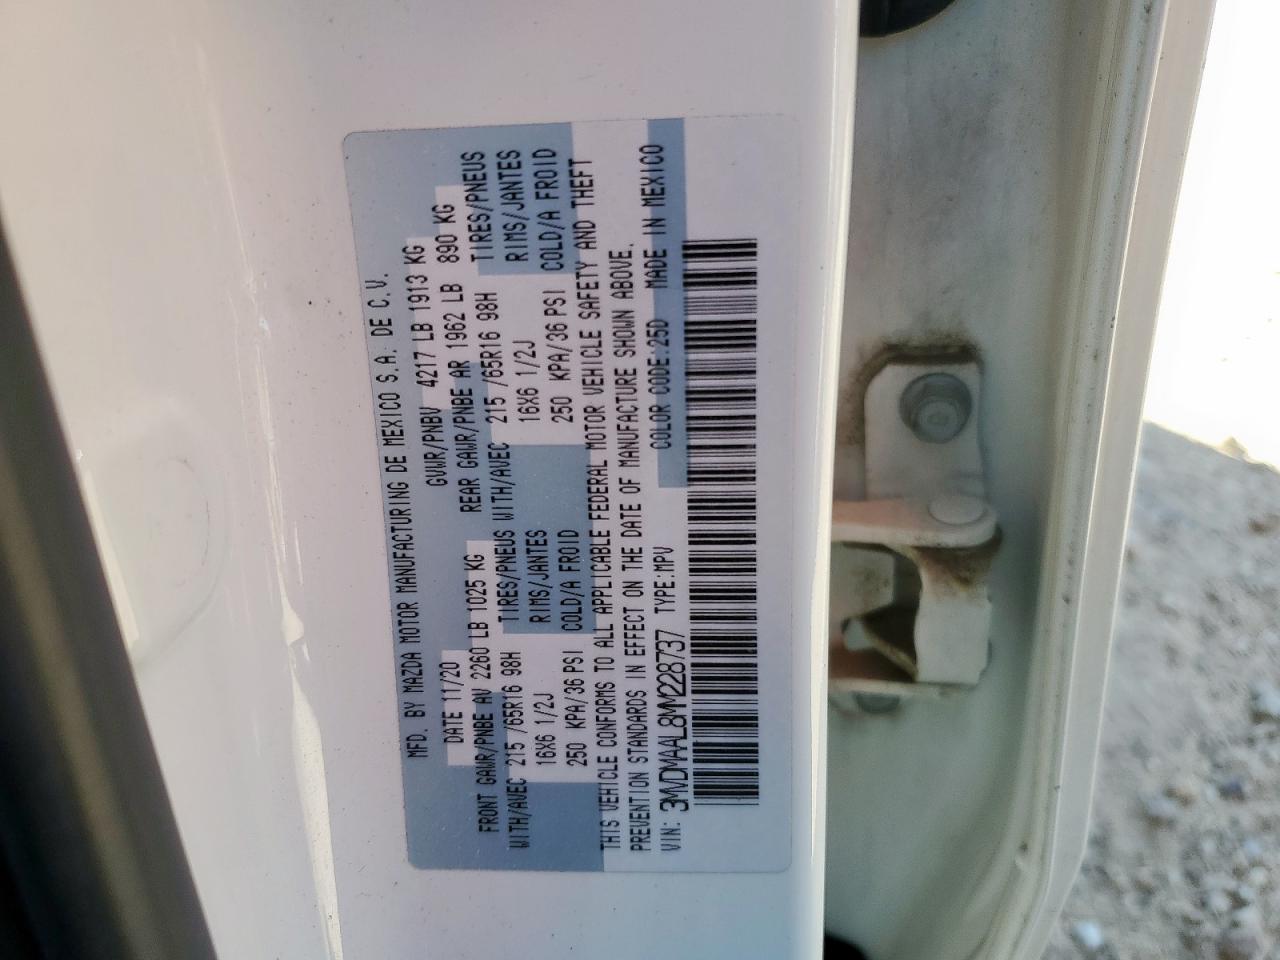 MFD. BY MAZDA MOTOR MANUFACTURING DE MEXICO S.A. DE C.V.
DATE 11/20 GVWR/PNBV 4217 LB 1913 KG
FRONT GAWR/PNBE AV 2260 LB 1025 KG REAR GAWR/PNBE AR 1962 LB 890 KG
WITH/AVEC 215 /65R16 98H TIRES/PNEUS WITH/AVEC 215 /65R16 98H TIRES/PNEUS
16X6 1/2J RIMS/JANTES 16X6 1/2J RIMS/JANTES
250 KPA/36 PSI COLD/A FROID 250 KPA/36 PSI COLD/A FROID
THIS VEHICLE CONFORMS TO ALL APPLICABLE FEDERAL MOTOR VEHICLE SAFETY AND THEFT
PREVENTION STANDARDS IN EFFECT ON THE DATE OF MANUFACTURE SHOWN ABOVE.
VIN: 3MVDMAAL8MM228737 TYPE:MPV COLOR CODE:25D MADE IN MEXICO